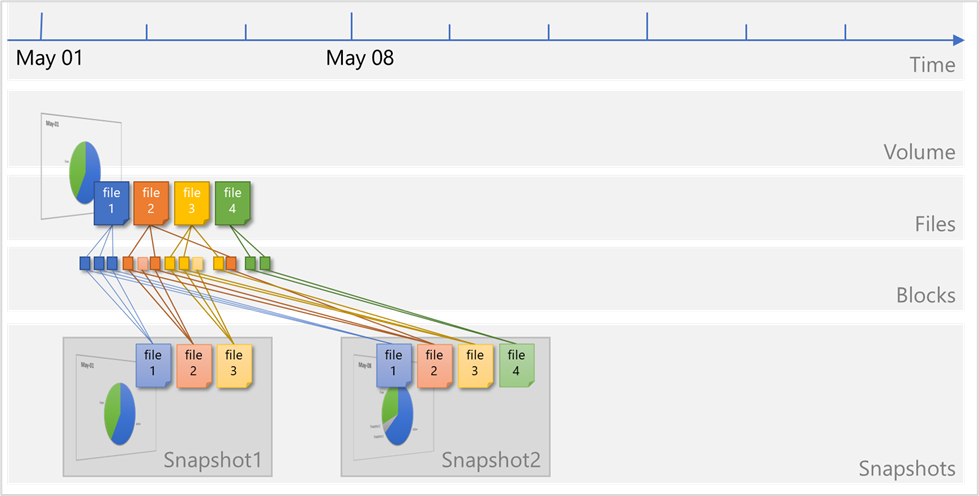 May 01
May 08
Time
May-01
Volume
file
1
file
2
file
3
file
4
Files
Blocks
file
1
file
2
file
3
file
1
file
2
file
3
file
4
May-01
May-08
Snapshot1
Snapshot2
Snapshots